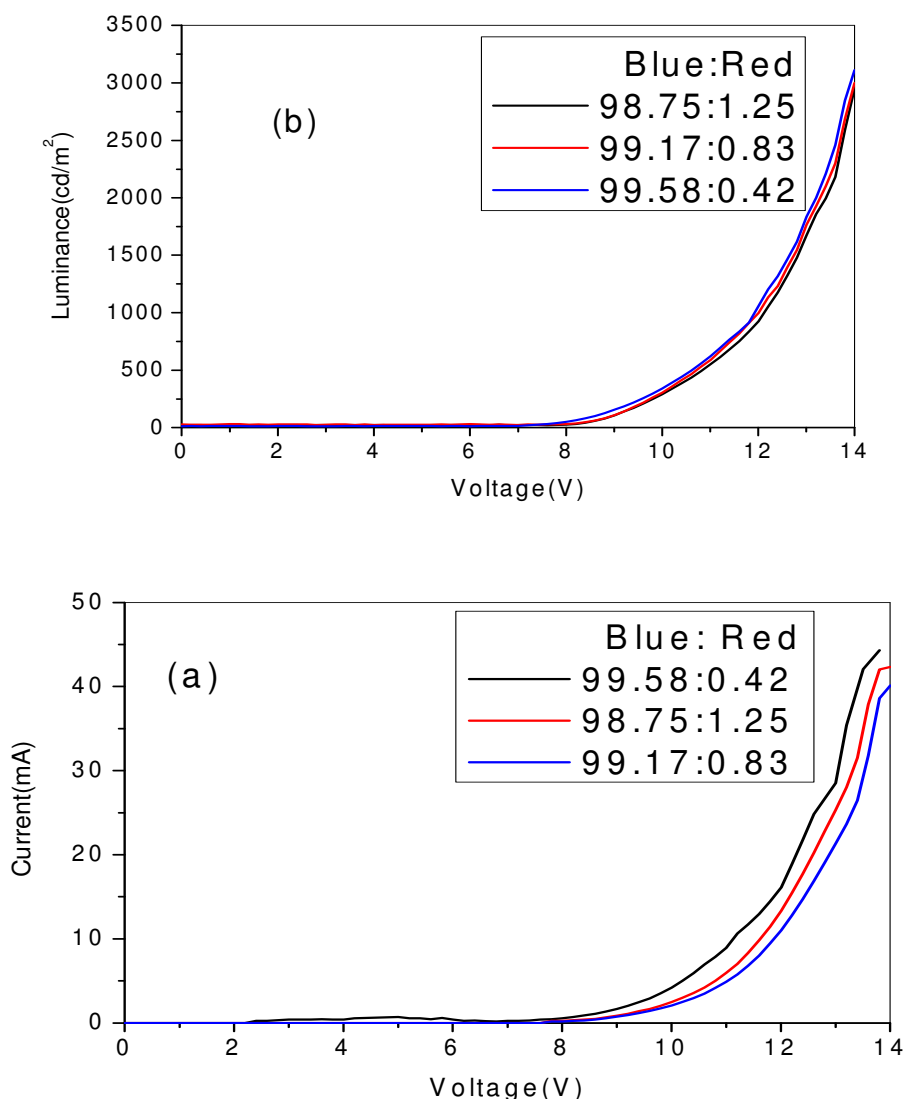 3500
3000
2500
2000
1500
1000
500
0
Luminance(cd/m²)
(b)
Blue:Red
98.75:1.25
99.17:0.83
99.58:0.42
0 2 4 6 8 10 12 14
Voltage(V)
50
40
30
20
10
0
Current(mA)
(a)
Blue: Red
99.58:0.42
98.75:1.25
99.17:0.83
0 2 4 6 8 10 12 14
Voltage(V)